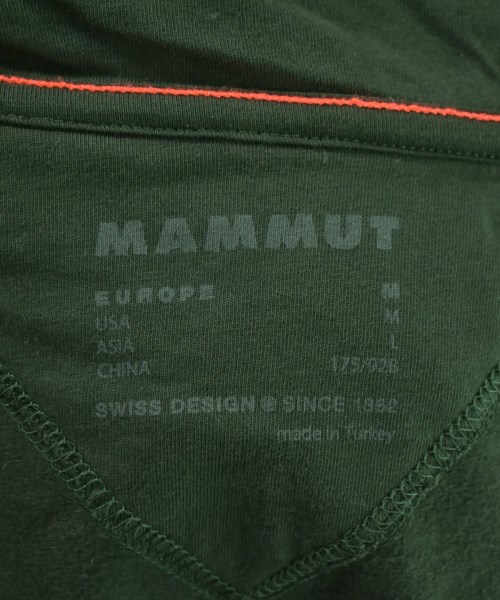 MAMMUT
EUROPE M
USA M
ASIA L
CHINA 175/92B
SWISS DESIGN @ SINCE 1862
made in Turkey